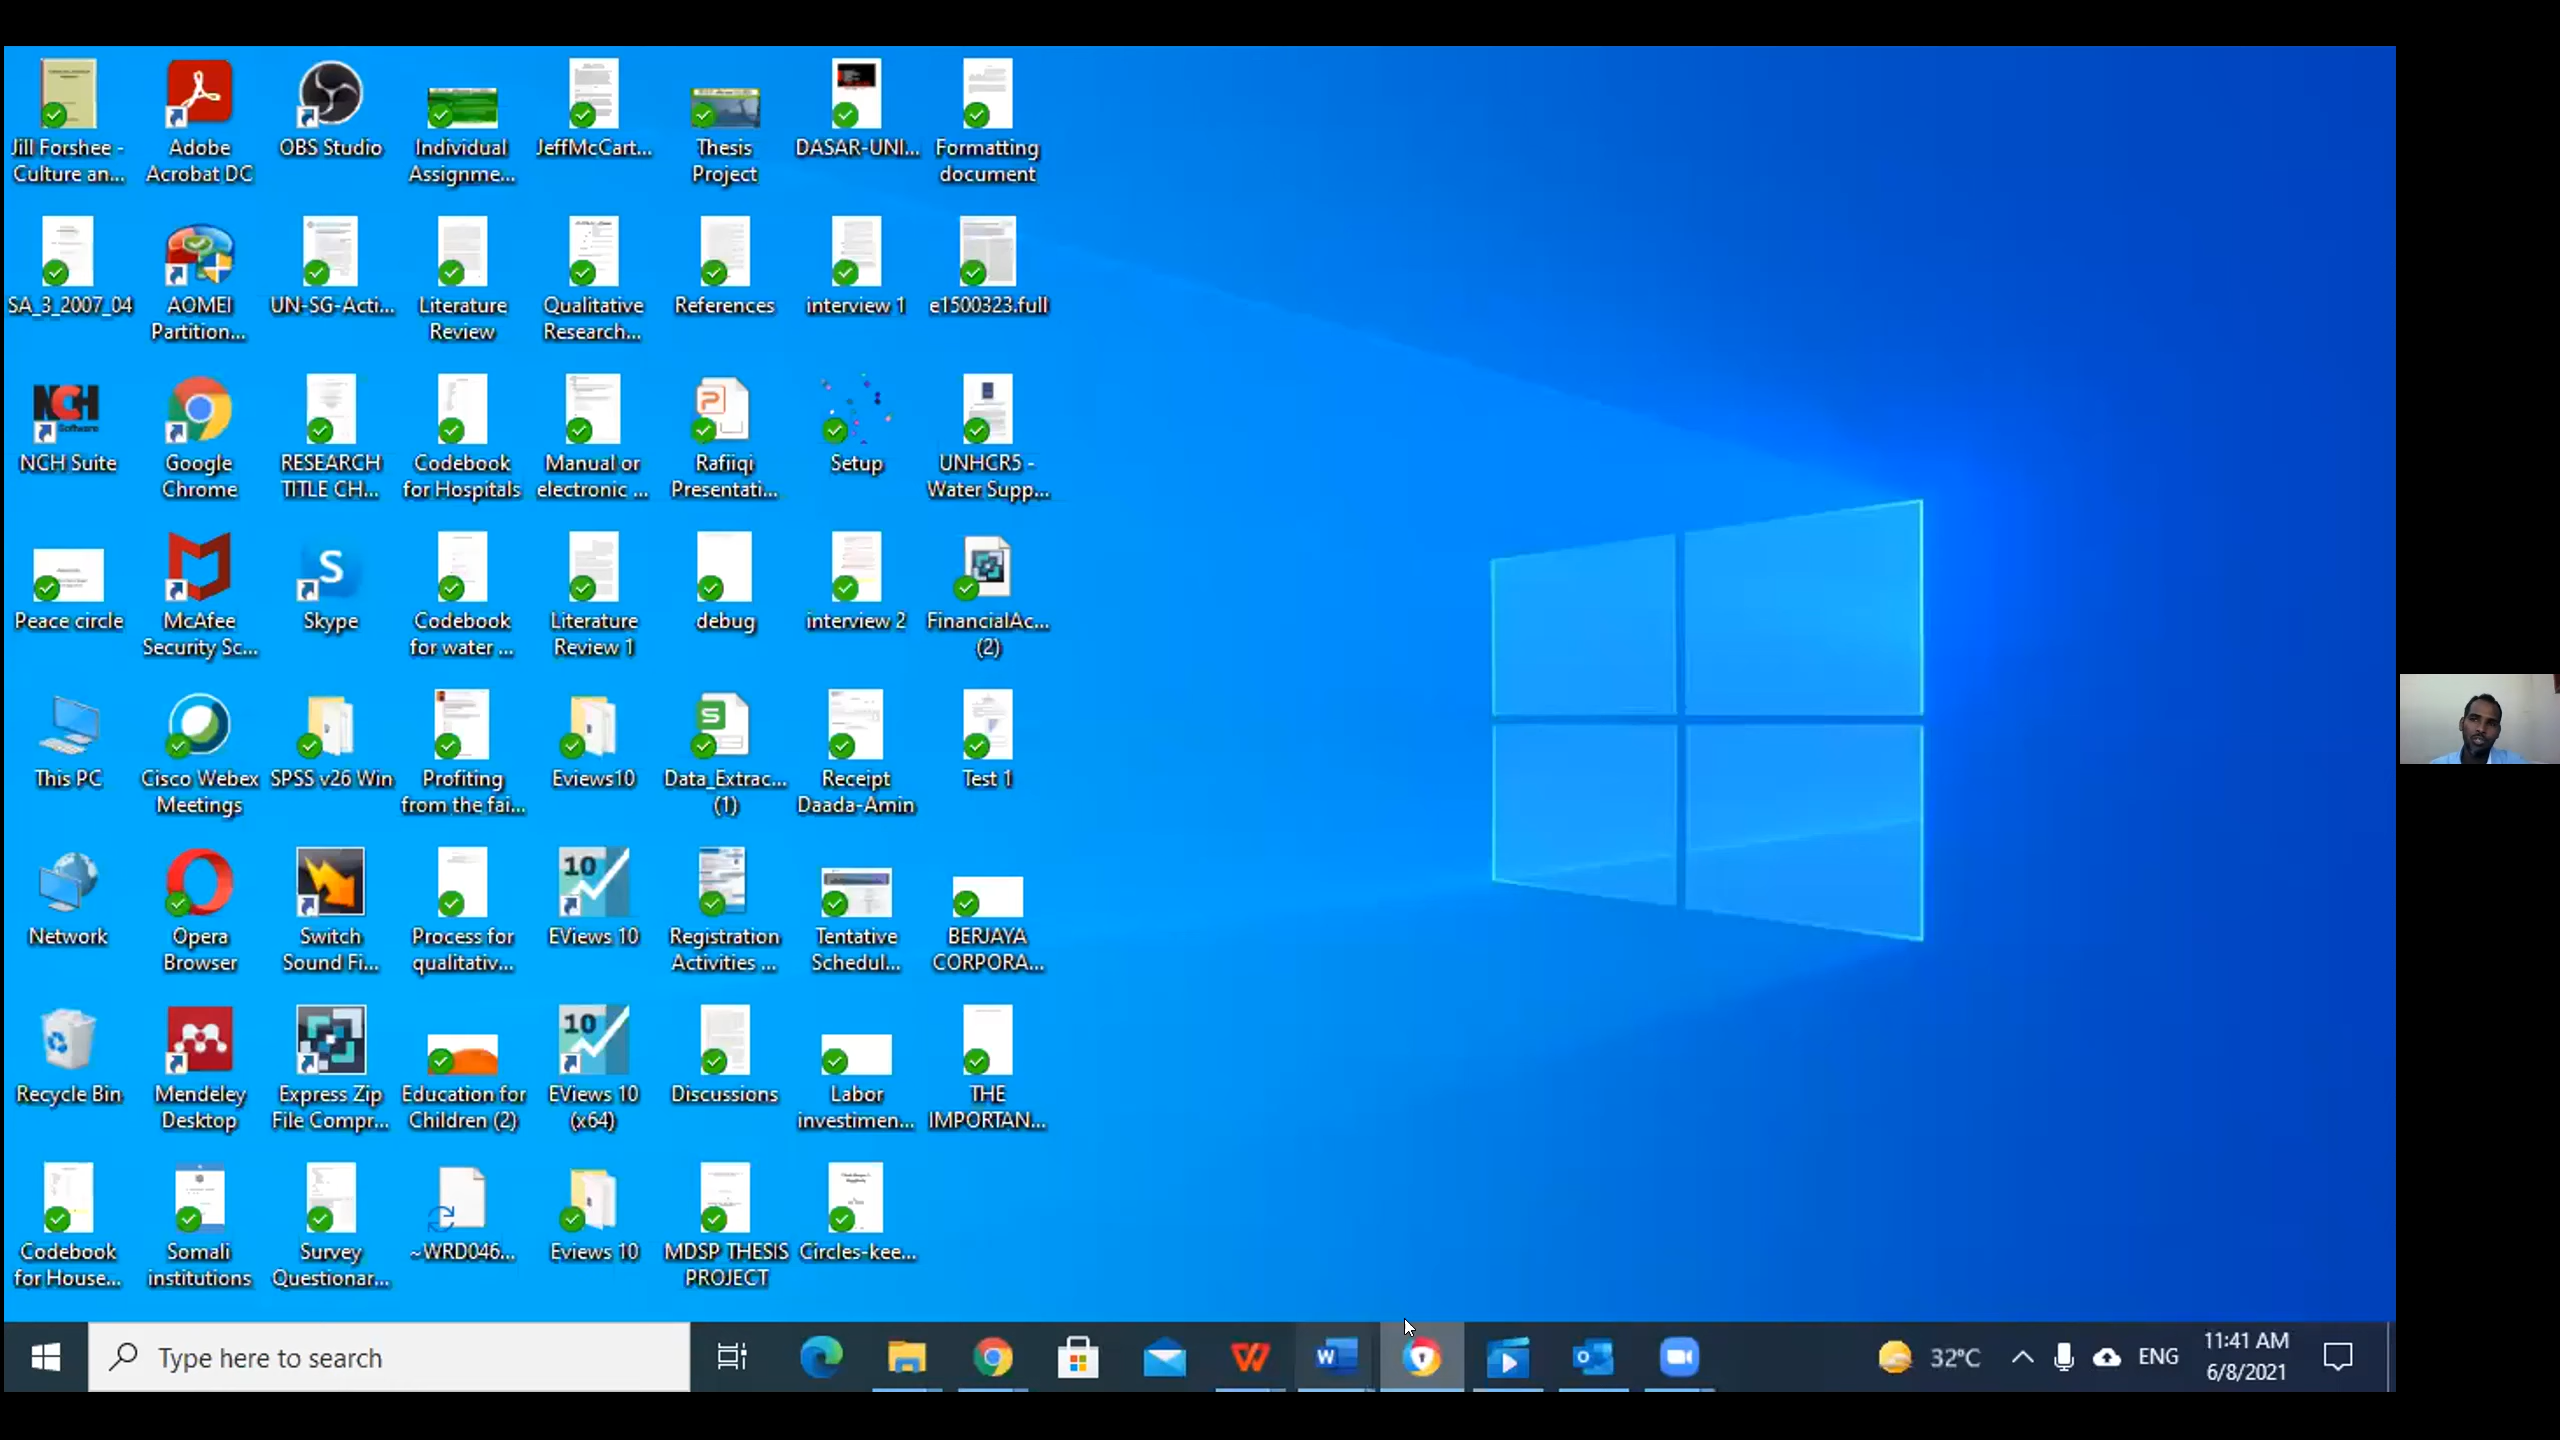 Jill Forshee -
Culture an...
Adobe
Acrobat DC
OBS Studio
Individual
Assignme...
JeffMcCart...
Thesis
Project
DASAR-UNI...
Formatting
document
SA_3_2007_04
AOMEI
Partition...
UN-SG-Acti...
Literature
Review
Qualitative
Research...
References
interview 1
e1500323.full
NCH
Software
NCH Suite
Google
Chrome
RESEARCH
TITLE CH...
Codebook
for Hospitals
Manual or
electronic ...
Rafiiqi
Presentati...
Setup
UNHCR5 -
Water Supp...
Peace circle
McAfee
Security Sc...
Skype
Codebook
for water ...
Literature
Review 1
debug
interview 2
FinancialAc...
(2)
This PC
Cisco Webex
Meetings
SPSS v26 Win
Profiting
from the fai...
Eviews10
Data_Extrac...
(1)
Receipt
Daada-Amin
Test 1
Network
Opera
Browser
Switch
Sound Fi...
Process for
qualitativ...
10
EViews 10
Registration
Activities ...
Tentative
Schedul...
BERJAYA
CORPORA...
Recycle Bin
Mendeley
Desktop
Express Zip
File Compr...
Education for
Children (2)
10
EViews 10
(x64)
Discussions
Labor
investimen...
THE
IMPORTAN...
Codebook
for House...
Somali
institutions
Survey
Questionar...
~WRD046...
Eviews 10
MDSP THESIS
PROJECT
Circles-kee...
Type here to search
32°C
ENG
11:41 AM
6/8/2021